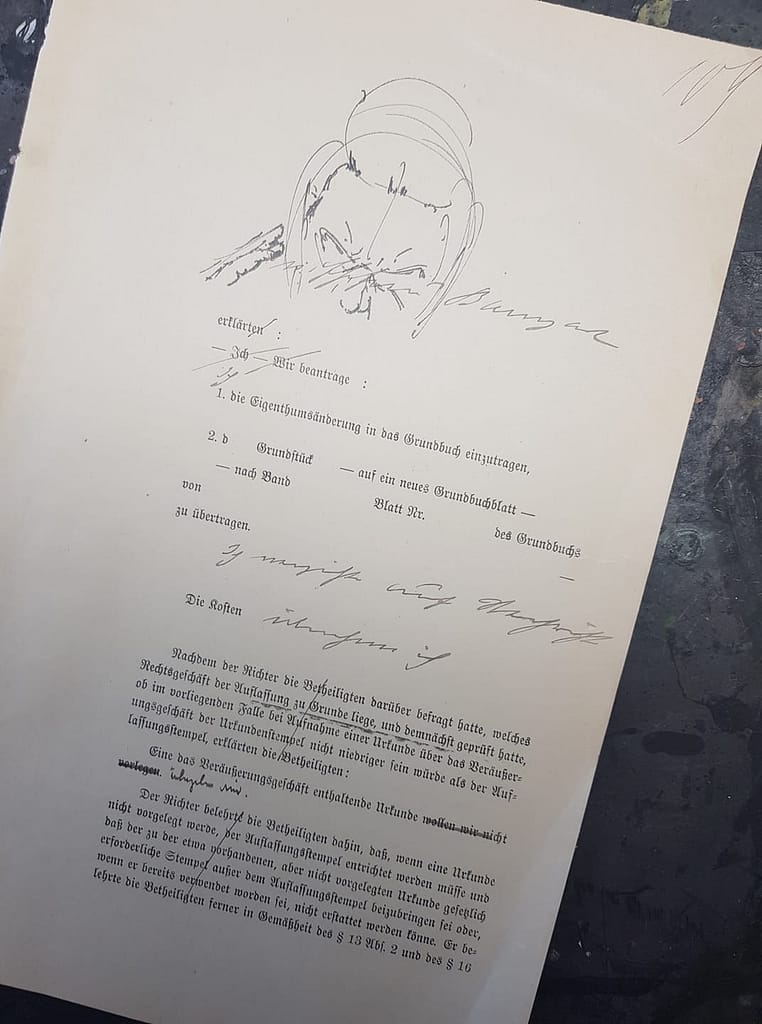 erklärten :
— Ich — Wir beantrage :
1. die Eigenthumsänderung in das Grundbuch einzutragen,
2. d Grundstück — auf ein neues Grundbuchblatt —
— nach Band Blatt Nr. des Grundbuchs
von —
zu übertragen.
Ich auf
Die Kosten übernehme ich
Nachdem der Richter die Betheiligten darüber befragt hatte, welches
Rechtsgeschäft der Auflassung zu Grunde liege, und demnächst geprüft hatte,
ob im vorliegenden Falle bei Aufnahme einer Urkunde über das Veräußer-
ungsgeschäft der Urkundenstempel nicht niedriger sein würde als der Auf-
lassungsstempel, erklärten die Betheiligten:
Eine das Veräußerungsgeschäft enthaltende Urkunde wollen wir nicht
vorlegen.
Der Richter belehrte die Betheiligten dahin, daß, wenn eine Urkunde
nicht vorgelegt werde, der Auflassungsstempel entrichtet werden müsse und
daß der zu der etwa vorhandenen, aber nicht vorgelegten Urkunde gesetzlich
erforderliche Stempel außer dem Auflassungsstempel beizubringen sei oder,
wenn er bereits verwendet worden sei, nicht erstattet werden könne. Er be-
lehrte die Betheiligten ferner in Gemäßheit des § 13 Abs. 2 und des § 16